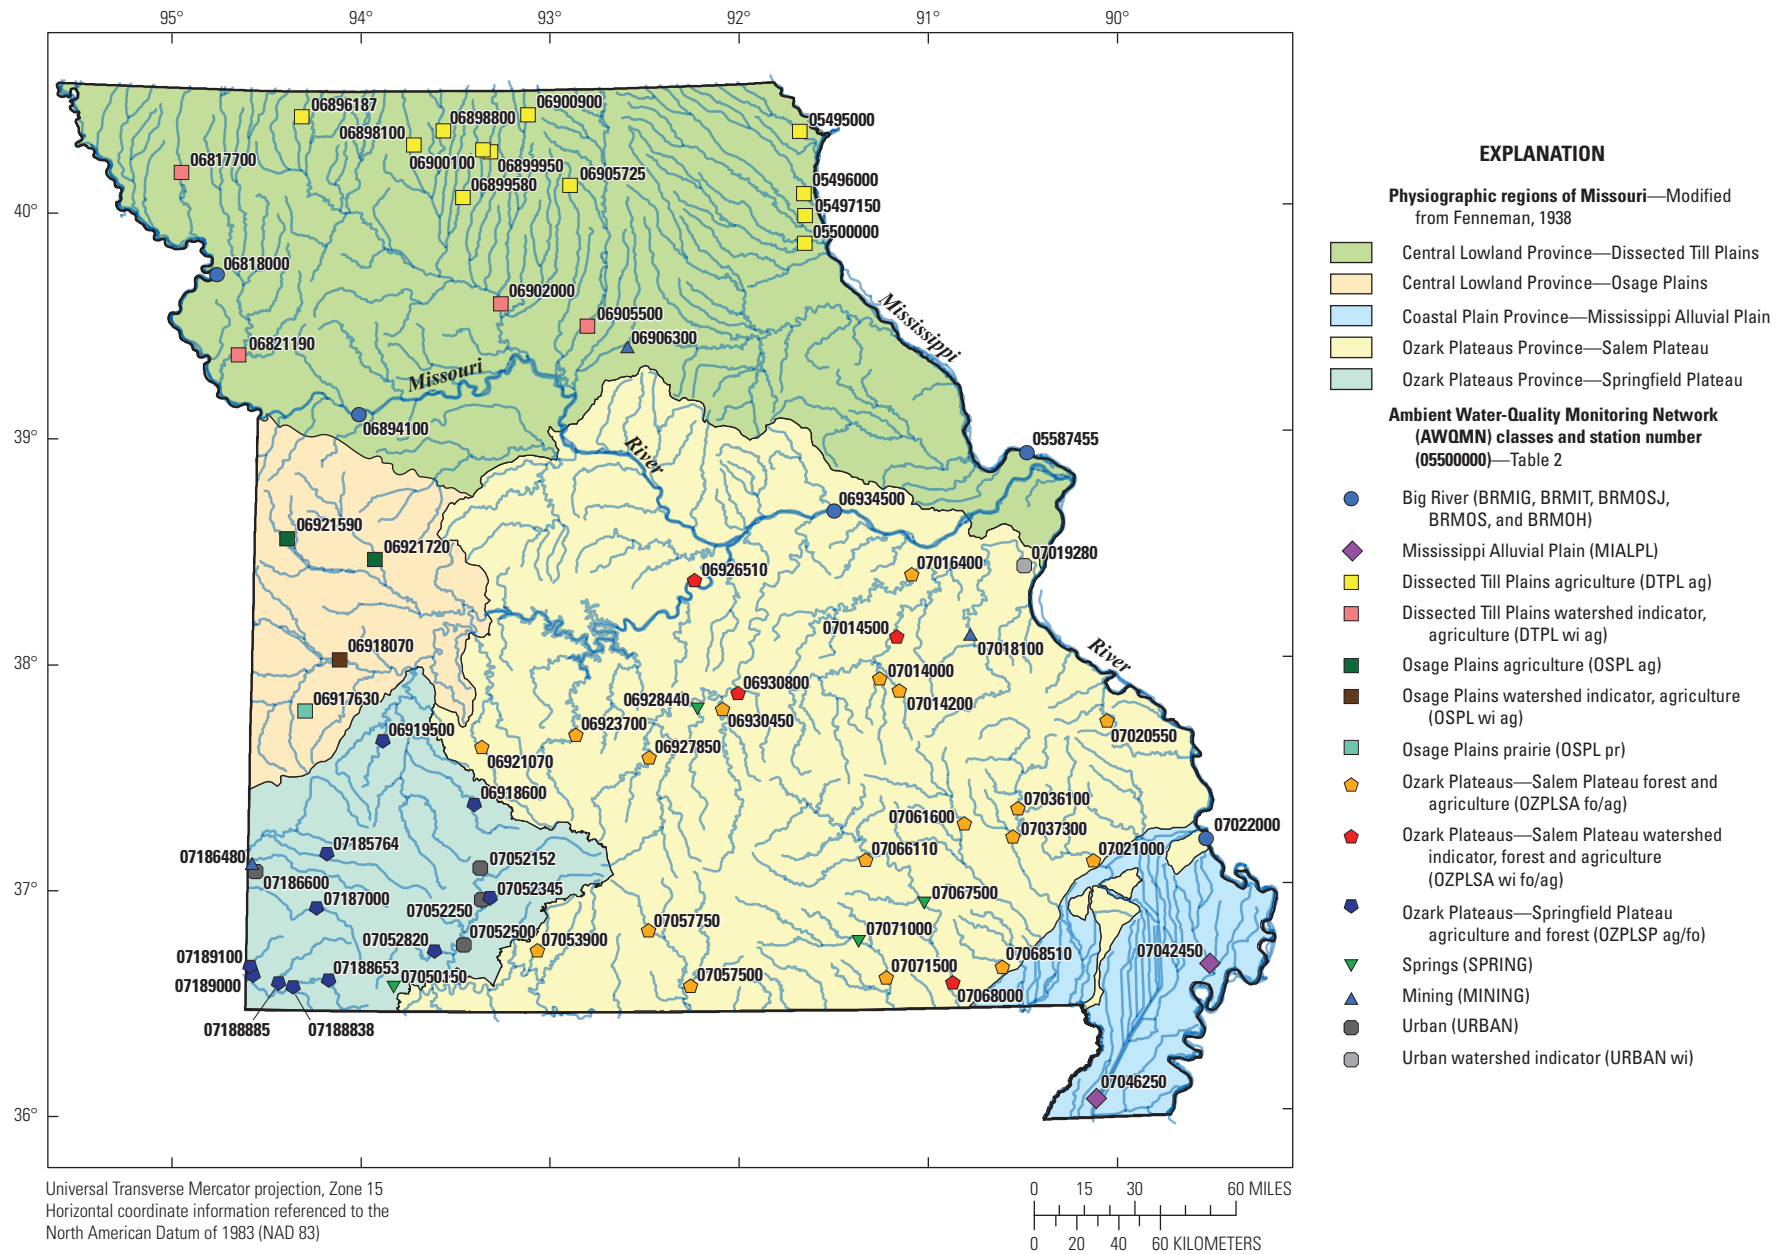 95°
94°
93°
92°
91°
90°
40°
39°
38°
37°
36°
06896187
06900900
06898800
06898100
05495000
06817700
06900100
06899950
06905725
06899580
05496000
05497150
05500000
06818000
06902000
Mississippi
06905500
06906300
06821190
Missouri
06894100
05587455
River
06934500
06921590
06921720
07019280
07016400
06926510
07014500
07018100
06918070
River
07014000
06930800
06928440
07014200
06917630
06930450
06919500
06923700
07020550
06927850
06921070
06918600
07036100
07061600
07022000
07037300
07185764
07066110
07021000
07186480
07052152
07186600
07052345
07067500
07187000
07052250
07057750
07071000
07052500
07052820
07053900
07042450
07068510
07189100
07188653
07050150
07071500
07189000
07057500
07068000
07188885
07188838
07046250
EXPLANATION
Physiographic regions of Missouri—Modified
from Fenneman, 1938
Central Lowland Province—Dissected Till Plains
Central Lowland Province—Osage Plains
Coastal Plain Province—Mississippi Alluvial Plain
Ozark Plateaus Province—Salem Plateau
Ozark Plateaus Province—Springfield Plateau
Ambient Water-Quality Monitoring Network
(AWQMN) classes and station number
(05500000)—Table 2
Big River (BRMIG, BRMIT, BRMOSJ,
BRMOS, and BRMOH)
Mississippi Alluvial Plain (MIALPL)
Dissected Till Plains agriculture (DTPL ag)
Dissected Till Plains watershed indicator,
agriculture (DTPL wi ag)
Osage Plains agriculture (OSPL ag)
Osage Plains watershed indicator, agriculture
(OSPL wi ag)
Osage Plains prairie (OSPL pr)
Ozark Plateaus—Salem Plateau forest and
agriculture (OZPLSA fo/ag)
Ozark Plateaus—Salem Plateau watershed
indicator, forest and agriculture
(OZPLSA wi fo/ag)
Ozark Plateaus—Springfield Plateau
agriculture and forest (OZPLSP ag/fo)
Springs (SPRING)
Mining (MINING)
Urban (URBAN)
Urban watershed indicator (URBAN wi)
Universal Transverse Mercator projection, Zone 15
Horizontal coordinate information referenced to the
North American Datum of 1983 (NAD 83)
0 15 30 60 MILES
0 20 40 60 KILOMETERS